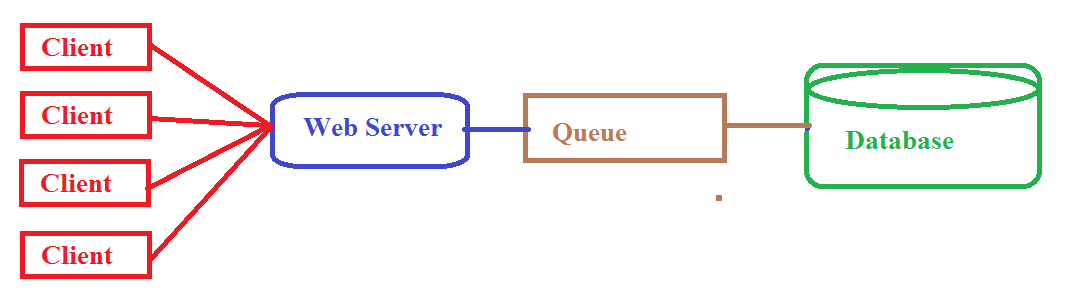 Client
Client
Client
Client
Web Server
Queue
Database